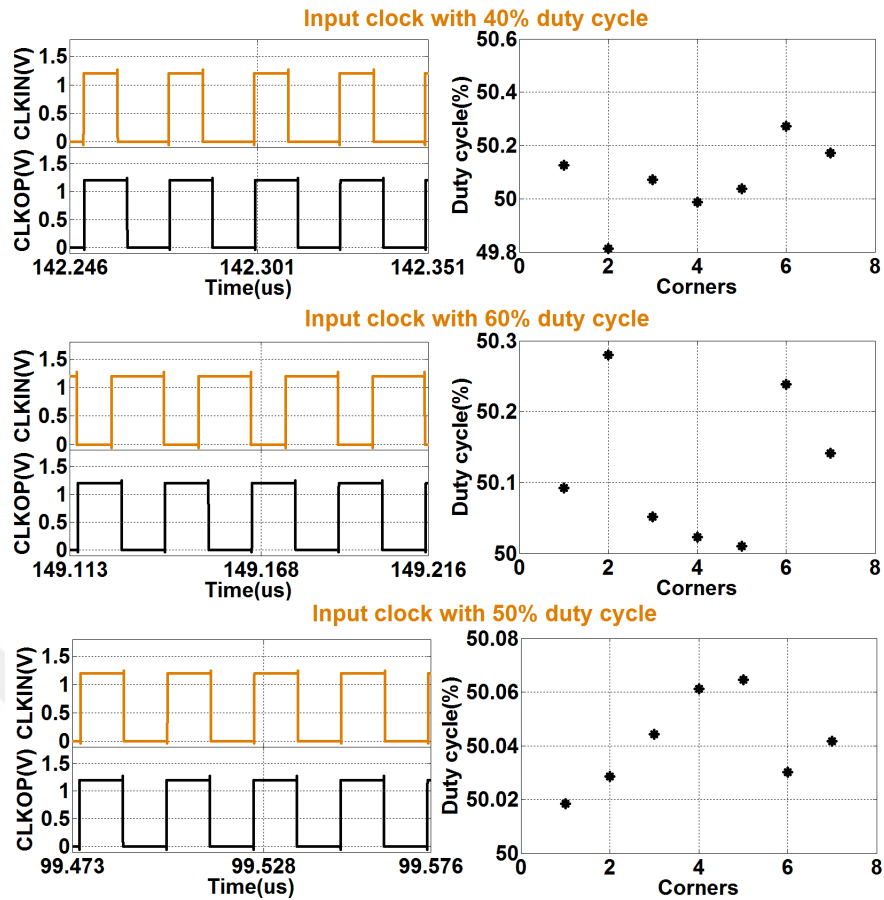 Input clock with 40% duty cycle
CLKIN(V)
1.5
1
0.5
0
CLKOP(V)
1.5
1
0.5
0
142.246 142.301 142.351
Time(us)
Duty cycle(%)
50.6
50.4
50.2
50
49.8
0 2 4 6 8
Corners
Input clock with 60% duty cycle
CLKIN(V)
1.5
1
0.5
0
CLKOP(V)
1.5
1
0.5
0
149.113 149.168 149.216
Time(us)
Duty cycle(%)
50.3
50.2
50.1
50
0 2 4 6 8
Corners
Input clock with 50% duty cycle
CLKIN(V)
1.5
1
0.5
0
CLKOP(V)
1.5
1
0.5
0
99.473 99.528 99.576
Time(us)
Duty cycle(%)
50.08
50.06
50.04
50.02
50
0 2 4 6 8
Corners